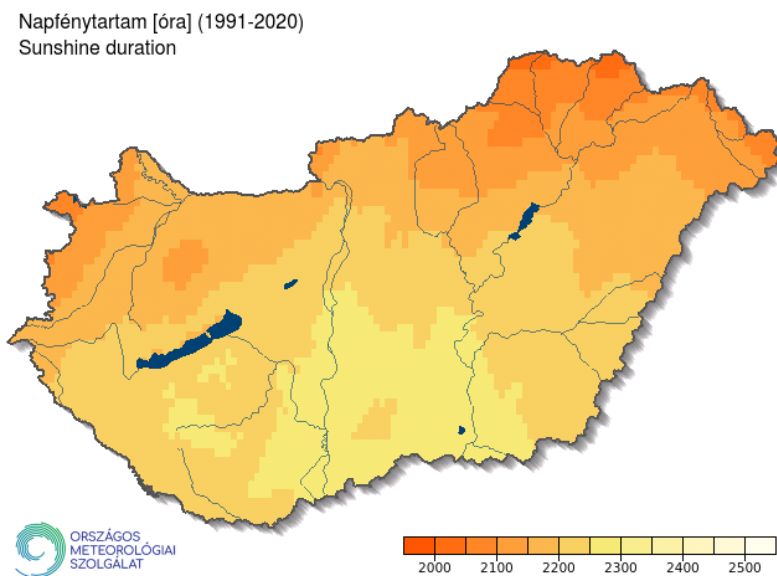 Napfénytartam [óra] (1991-2020)
Sunshine duration
ORSZÁGOS
METEOROLÓGIAI
SZOLGÁLAT
2000 2100 2200 2300 2400 2500